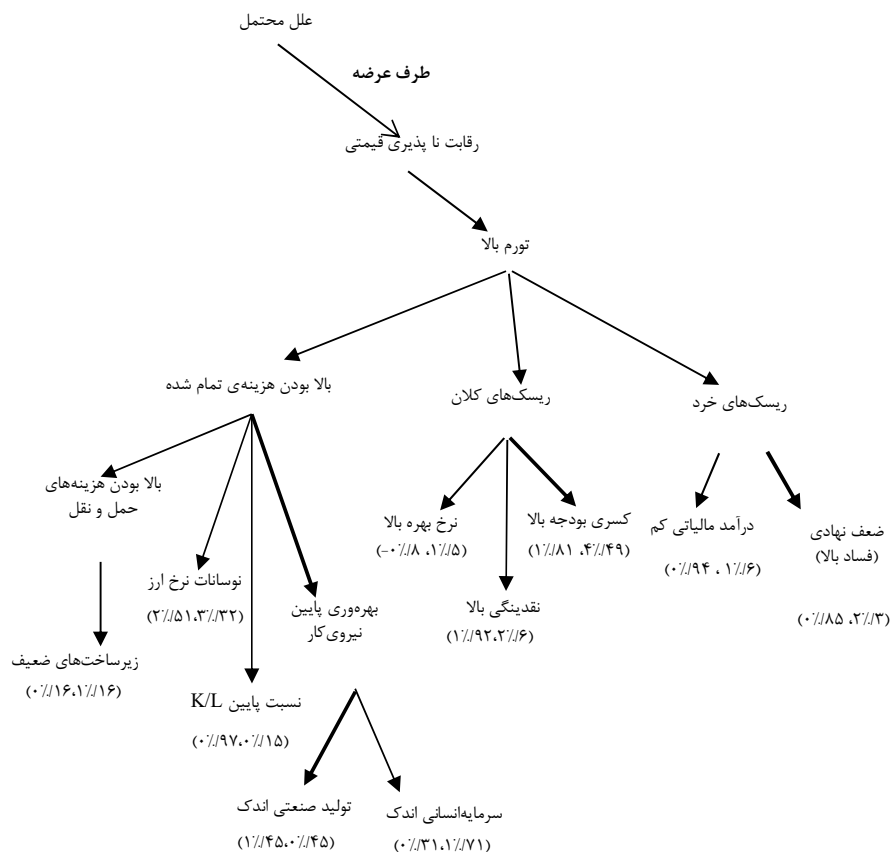 علل محتمل
طرف عرضه
رقابت نا پذیری قیمتی
تورم بالا
ریسک‌های خرد
ریسک‌های کلان
بالا بودن هزینه‌ی تمام شده
ضعف نهادی
(فساد بالا)
(۰٪/۸۵، ۲٪/۳)
درآمد مالیاتی کم
(۰٪/۹۴ ، ۱٪/۶)
کسری بودجه بالا
(۱٪/۸۱، ۴٪/۴۹)
نقدینگی بالا
(۱٪/۹۲،۲٪/۶)
نرخ بهره بالا
(-۰٪/۸ ،۱٪/۵)
بالا بودن هزینه‌های
حمل و نقل
بهره‌وری پایین
نیروی‌کار
نوسانات نرخ ارز
(۲٪/۵۱،۳٪/۳۲)
زیرساخت‌های ضعیف
(۰٪/۱۶،۱٪/۱۶)
نسبت پایین K/L
(۰٪/۹۷،۰٪/۱۵)
سرمایه‌انسانی اندک
(۰٪/۳۱،۱٪/۷۱)
تولید صنعتی اندک
(۱٪/۴۵،۰٪/۴۵)